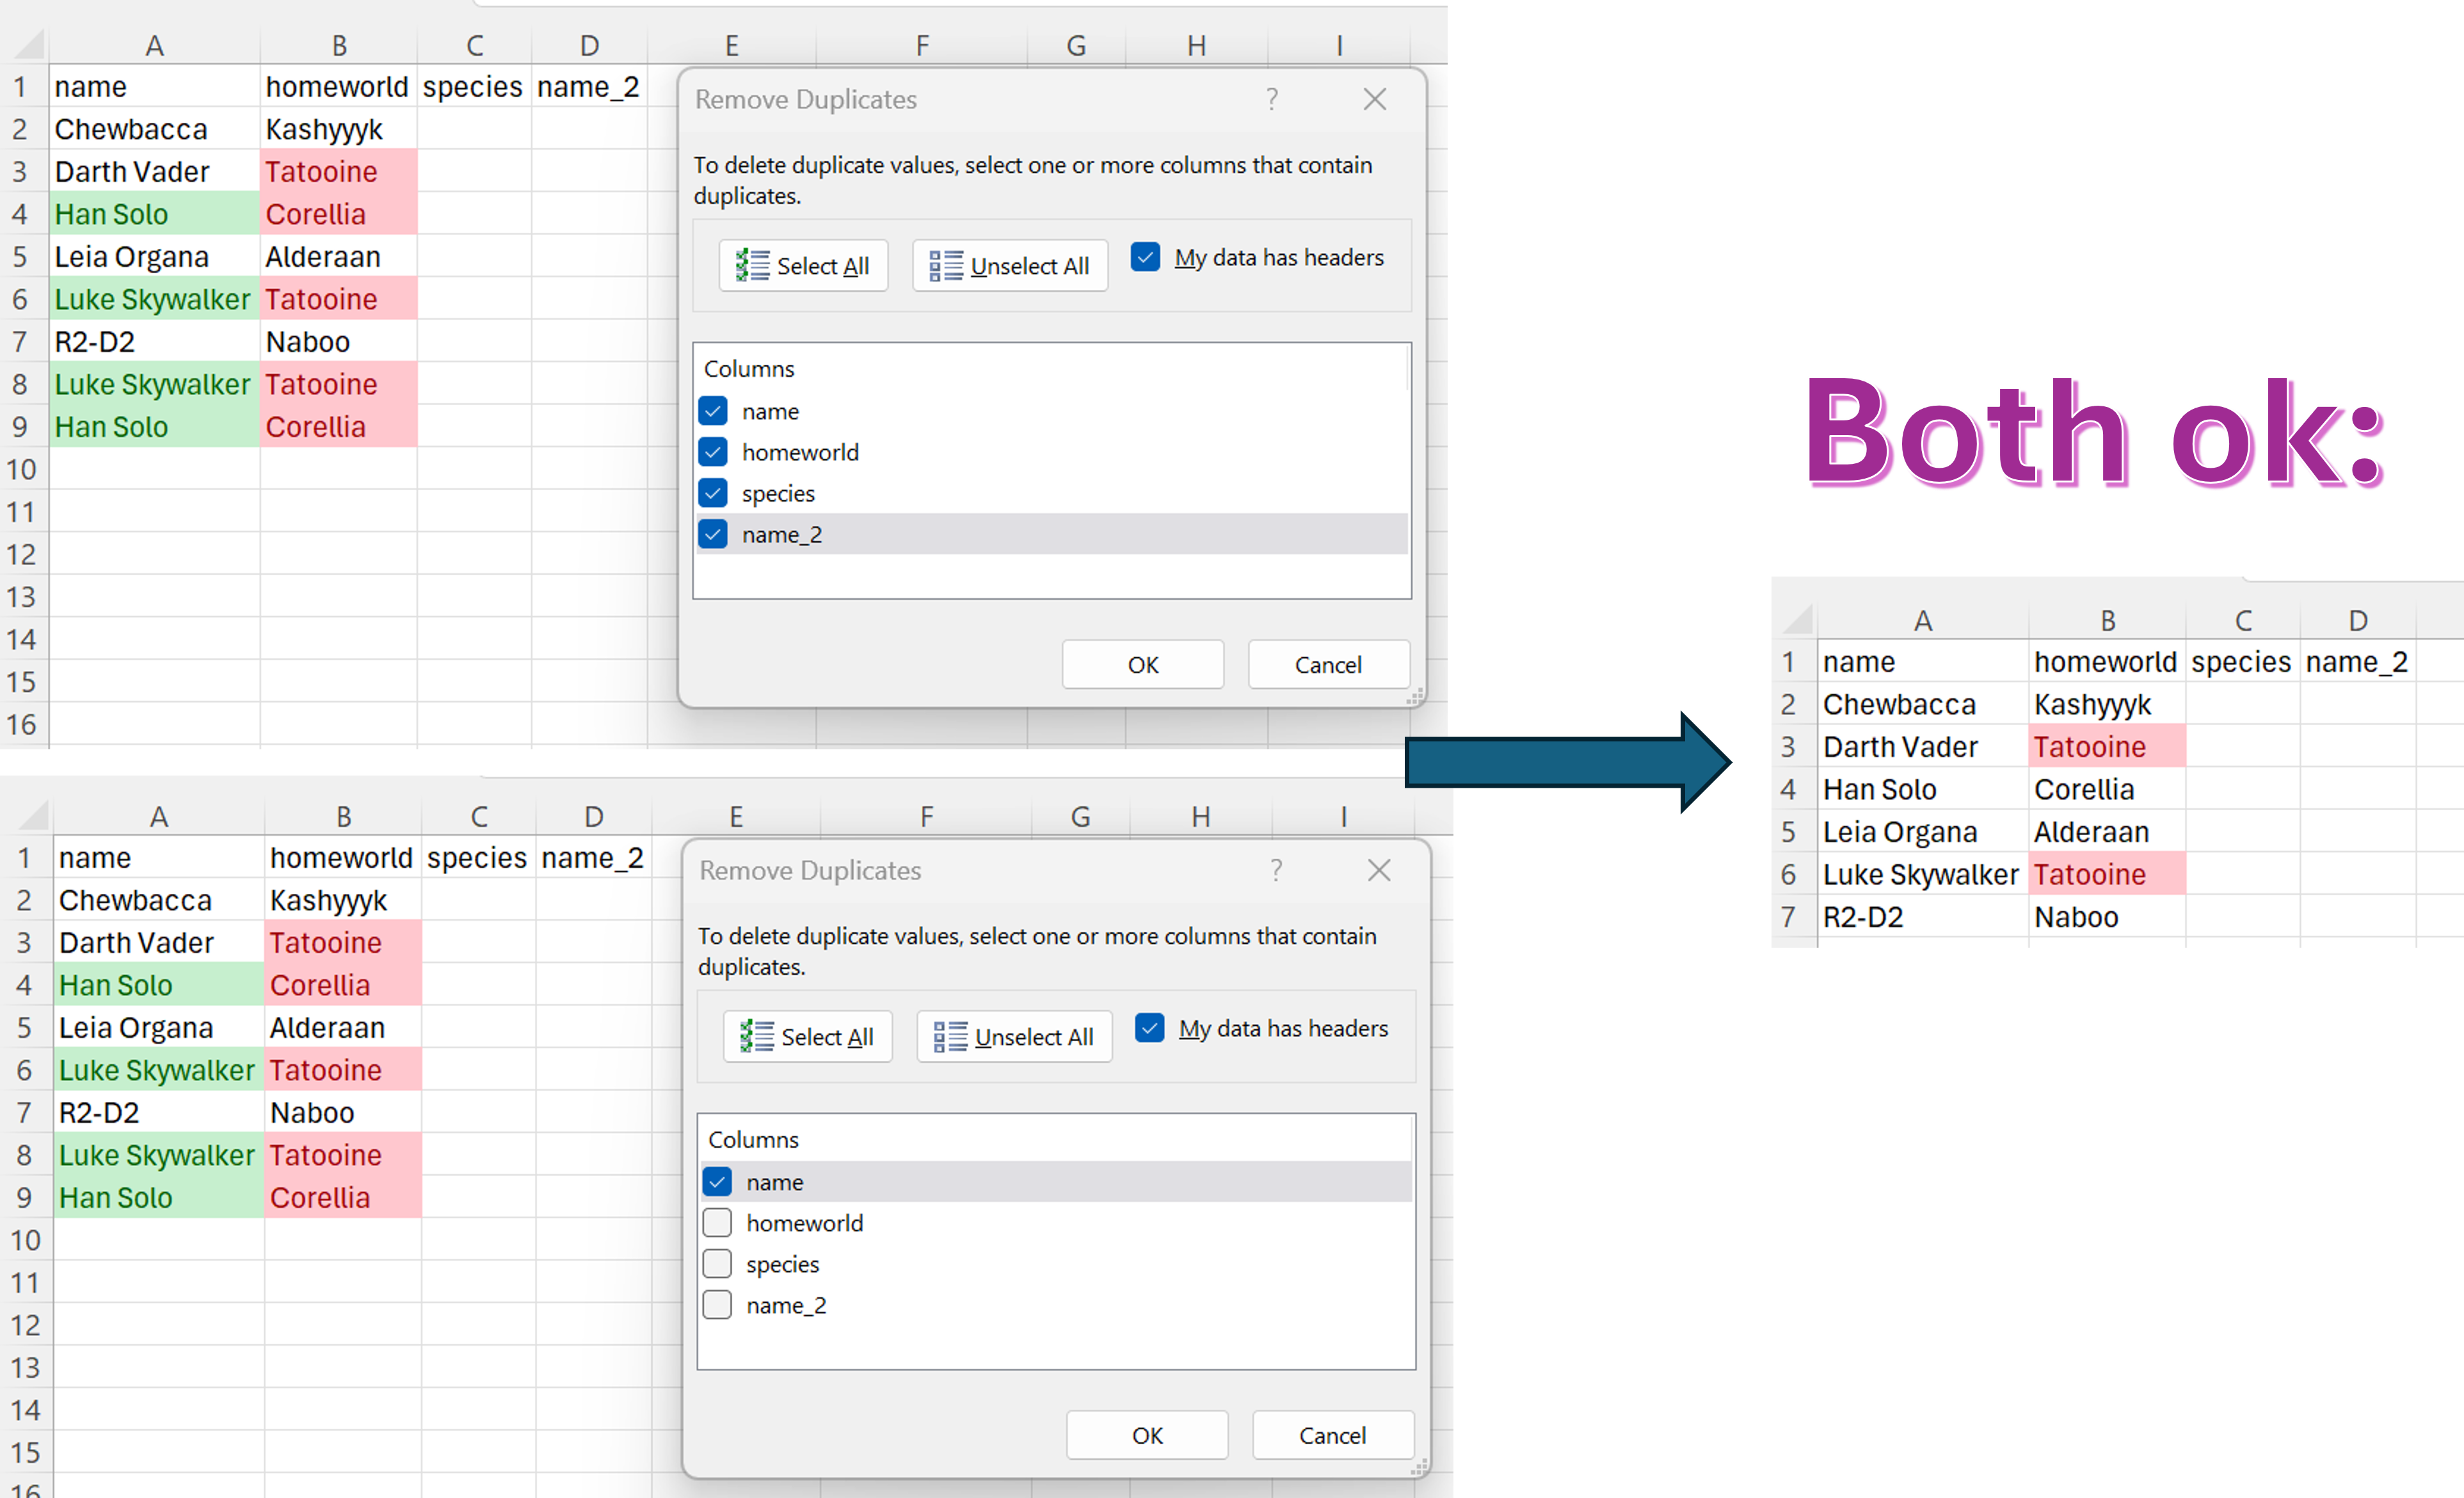 A B C D E F G H I
1 name homeworld species name_2
2 Chewbacca Kashyyyk
3 Darth Vader Tatooine
4 Han Solo Corellia
5 Leia Organa Alderaan
6 Luke Skywalker Tatooine
7 R2-D2 Naboo
8 Luke Skywalker Tatooine
9 Han Solo Corellia
10
11
12
13
14
15
16
Remove Duplicates ?
To delete duplicate values, select one or more columns that contain
duplicates.
Select All Unselect All My data has headers
Columns
name
homeworld
species
name_2
OK Cancel
A B C D E F G H I
1 name homeworld species name_2
2 Chewbacca Kashyyyk
3 Darth Vader Tatooine
4 Han Solo Corellia
5 Leia Organa Alderaan
6 Luke Skywalker Tatooine
7 R2-D2 Naboo
8 Luke Skywalker Tatooine
9 Han Solo Corellia
10
11
12
13
14
15
16
Remove Duplicates ?
To delete duplicate values, select one or more columns that contain
duplicates.
Select All Unselect All My data has headers
Columns
name
homeworld
species
name_2
OK Cancel
Both ok:
A B C D
1 name homeworld species name_2
2 Chewbacca Kashyyyk
3 Darth Vader Tatooine
4 Han Solo Corellia
5 Leia Organa Alderaan
6 Luke Skywalker Tatooine
7 R2-D2 Naboo